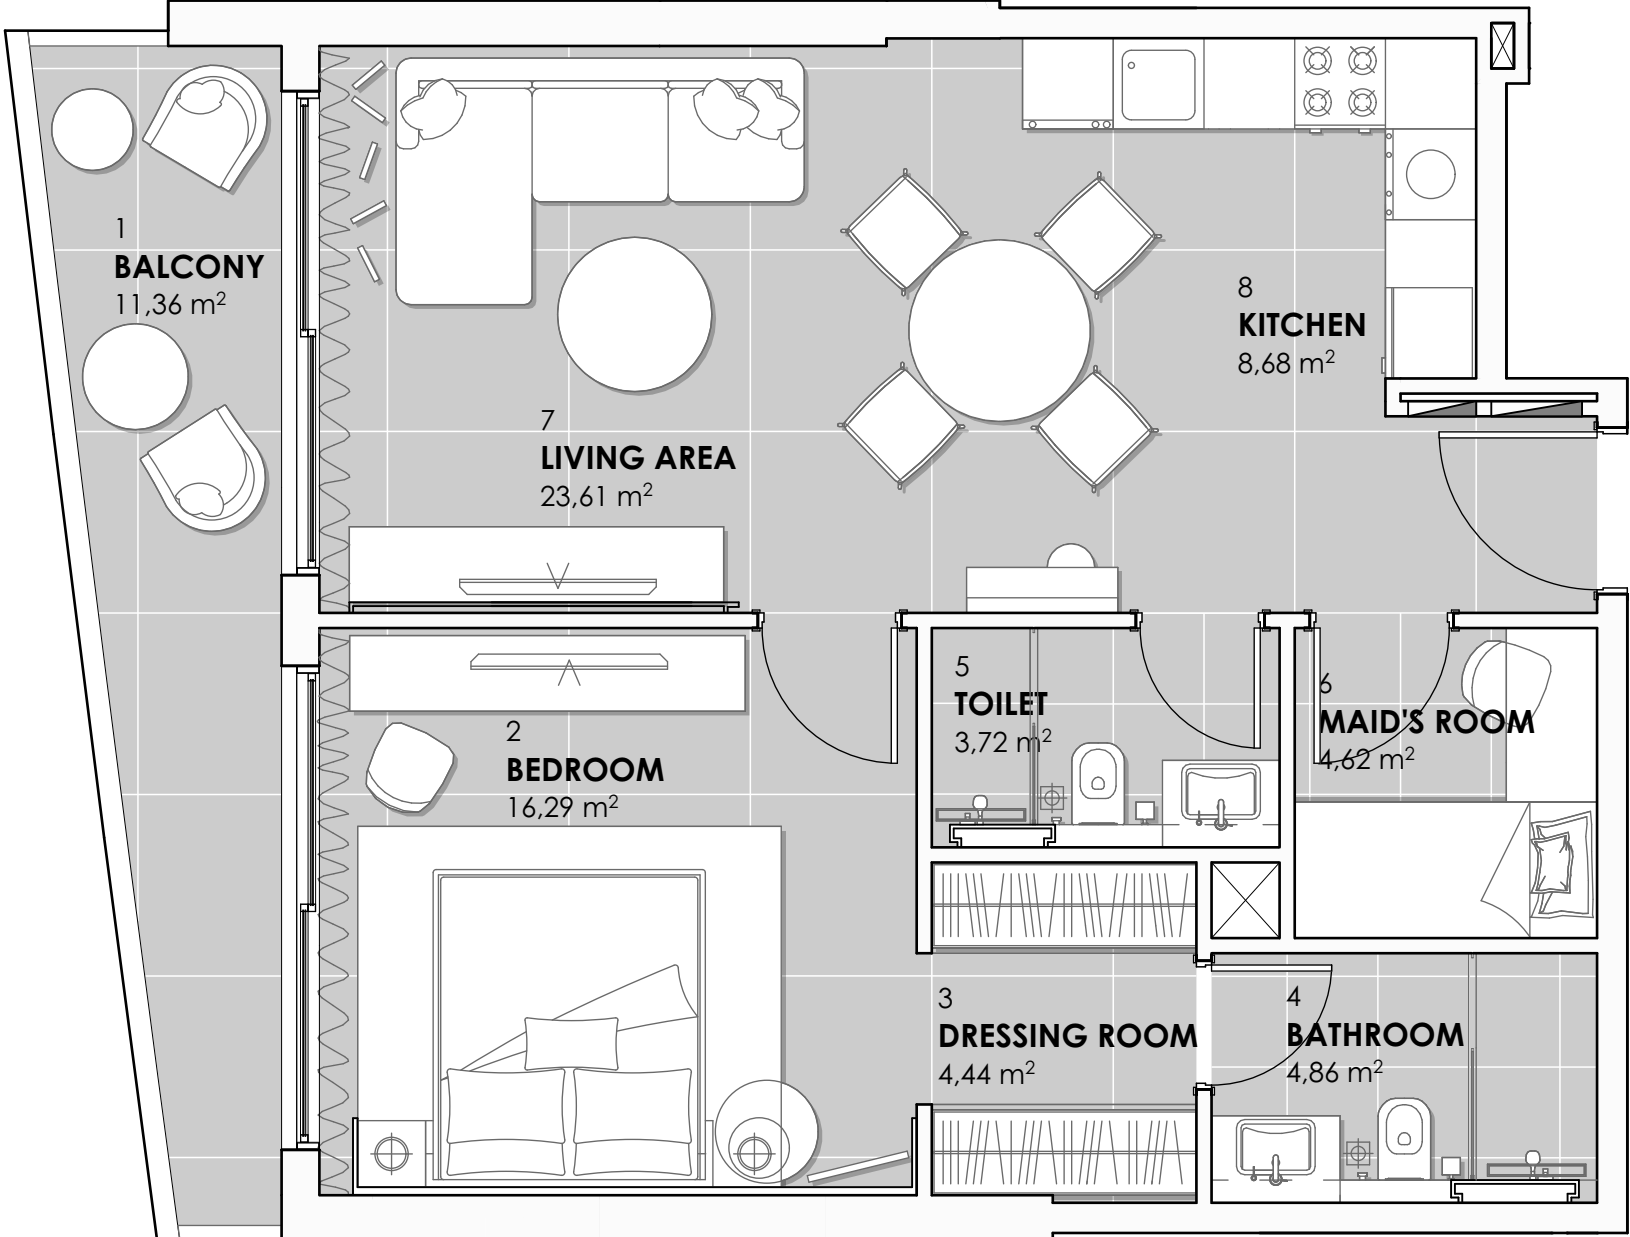 1
BALCONY
11,36 m²
2
BEDROOM
16,29 m²
3
DRESSING ROOM
4,44 m²
4
BATHROOM
4,86 m²
5
TOILET
3,72 m²
6
MAID'S ROOM
4,62 m²
7
LIVING AREA
23,61 m²
8
KITCHEN
8,68 m²